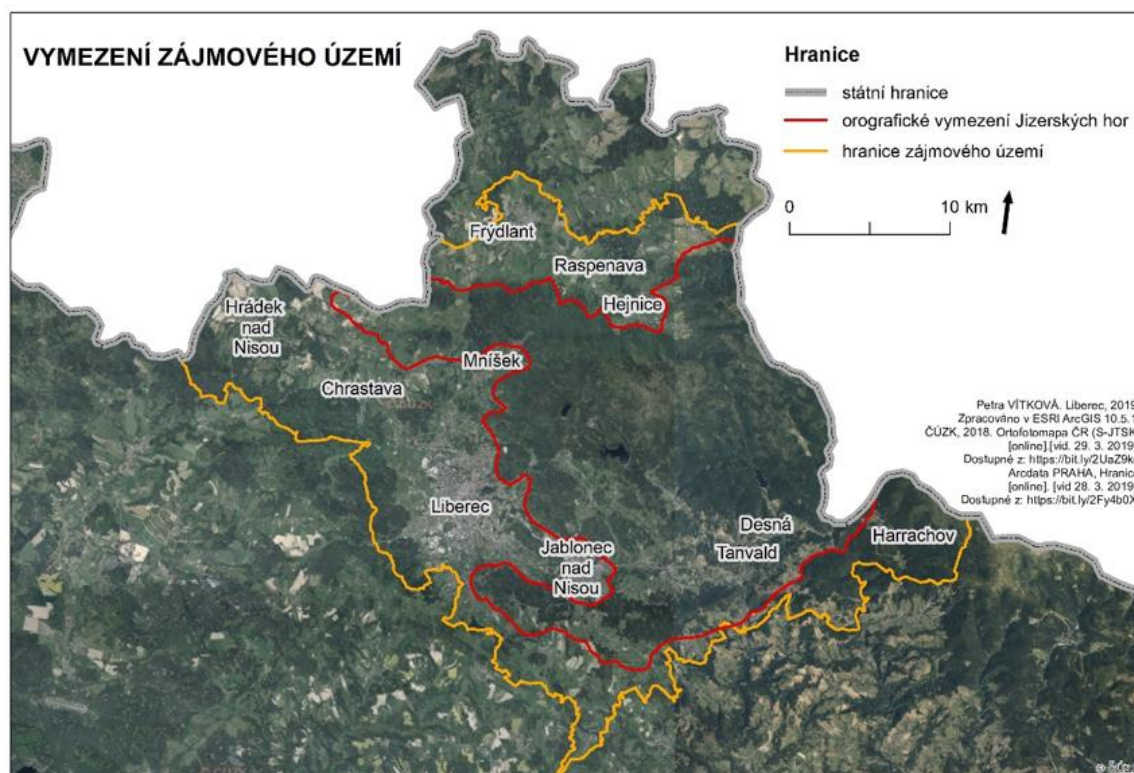 VYMEZENÍ ZÁJMOVÉHO ÚZEMÍ
Hranice
státní hranice
orografické vymezení Jizerských hor
hranice zájmového území
0 10 km
Frýdlant
Raspenava
Hejnice
Hrádek
nad
Nisou
Mníšek
Chrastava
Liberec
Jablonec
nad
Nisou
Desná
Tanvald
Harrachov
Petra VÍTKOVÁ. Liberec, 2019
Zpracováno v ESRI ArcGIS 10.5.1
ČÚZK, 2018. Ortofotomapa ČR (S-JTSK
[online].[vid. 29. 3. 2019
Dostupné z: https://bit.ly/2UaZ9k
Arcdata PRAHA, Hranic
[online]. [vid 28. 3. 2019
Dostupné z: https://bit.ly/2Fy4b0X